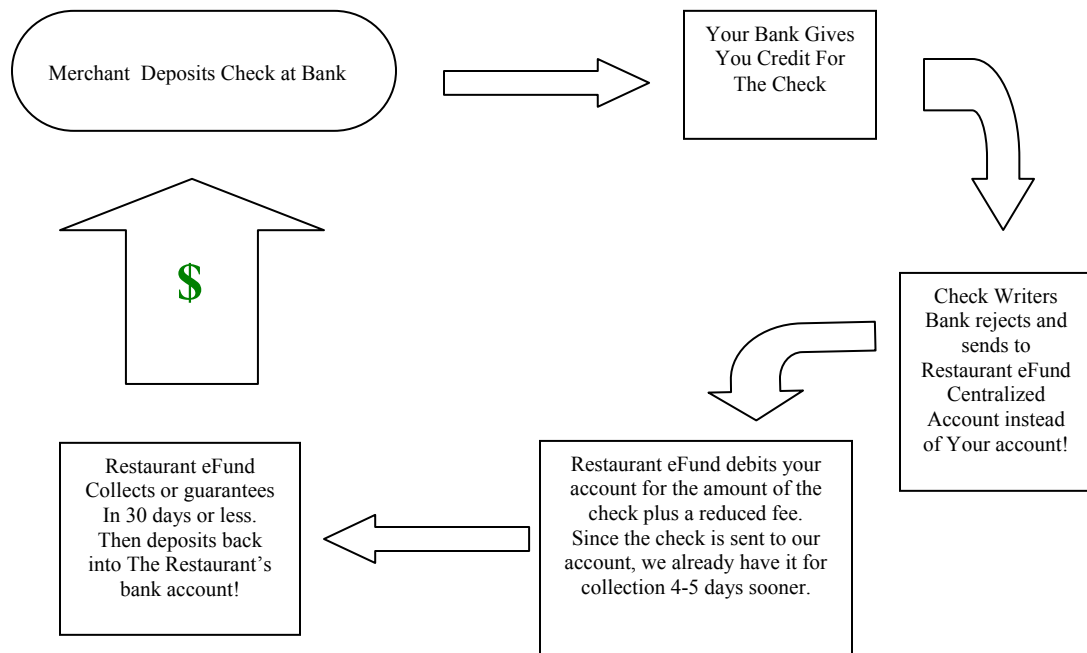 Merchant Deposits Check at Bank
Your Bank Gives
You Credit For
The Check
Check Writers
Bank rejects and
sends to
Restaurant eFund
Centralized
Account instead
of Your account!
Restaurant eFund debits your
account for the amount of the
check plus a reduced fee.
Since the check is sent to our
account, we already have it for
collection 4-5 days sooner.
Restaurant eFund
Collects or guarantees
In 30 days or less.
Then deposits back
into The Restaurant’s
bank account!
$